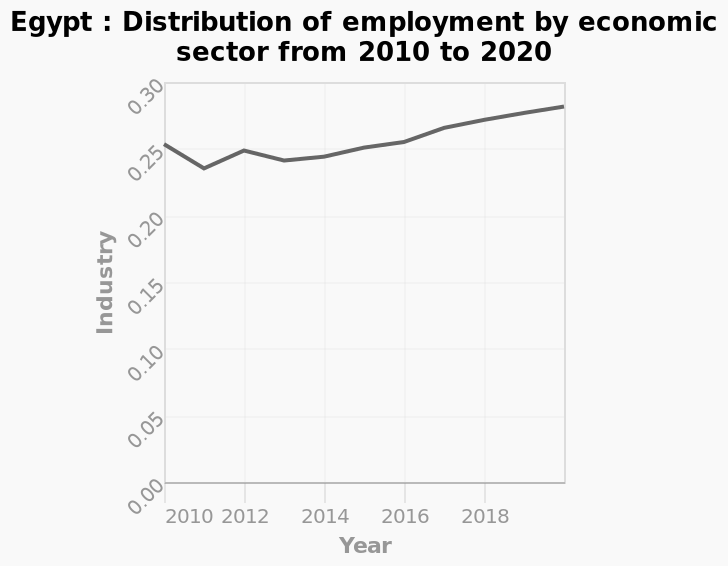 Egypt : Distribution of employment by economic
sector from 2010 to 2020
0.30
0.25
0.20
0.15
0.10
0.05
0.00
Industry
2010 2012 2014 2016 2018
Year